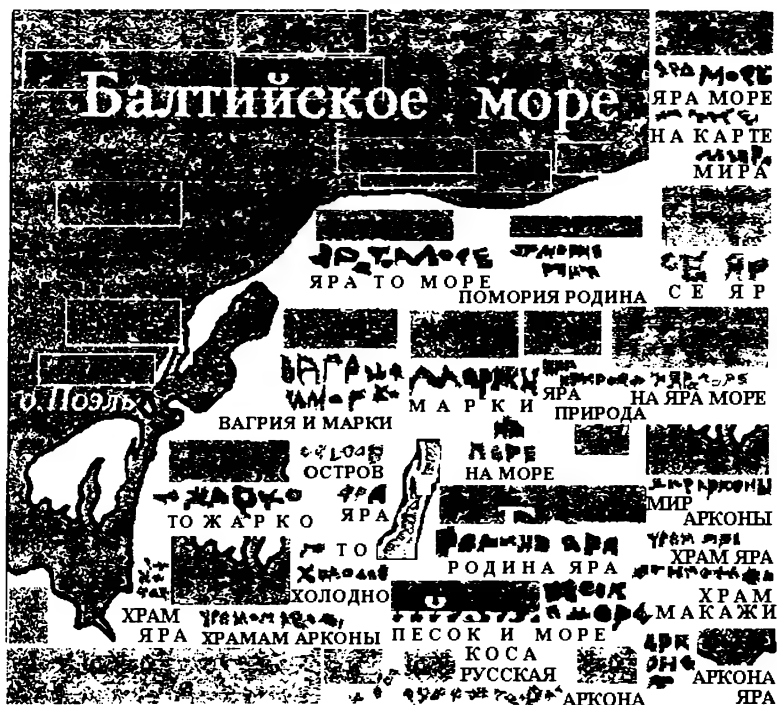 Балтийское море
ЯРА МОРЕ
НА КАРТЕ
МИРА
ЯРА ТО МОРЕ
ПОМОРИЯ РОДИНА
СЕ ЯР
о.Поэль
ВАГРИЯ И МАРКИ
МАРКИ
ЯРА
ПРИРОДА
НА ЯРА МОРЕ
ОСТРОВ
НА МОРЕ
ТО ЖАРКО
ЯРА
МИР
АРКОНЫ
ТО
РОДИНА ЯРА
ХРАМ ЯРА
ХОЛОДНО
ХРАМ
МАКАЖИ
ХРАМ
ЯРА
ХРАМАМ АРКОНЫ
ПЕСОК И МОРЕ
КОСА
РУССКАЯ
АРКОНА
АРКОНА
ЯРА